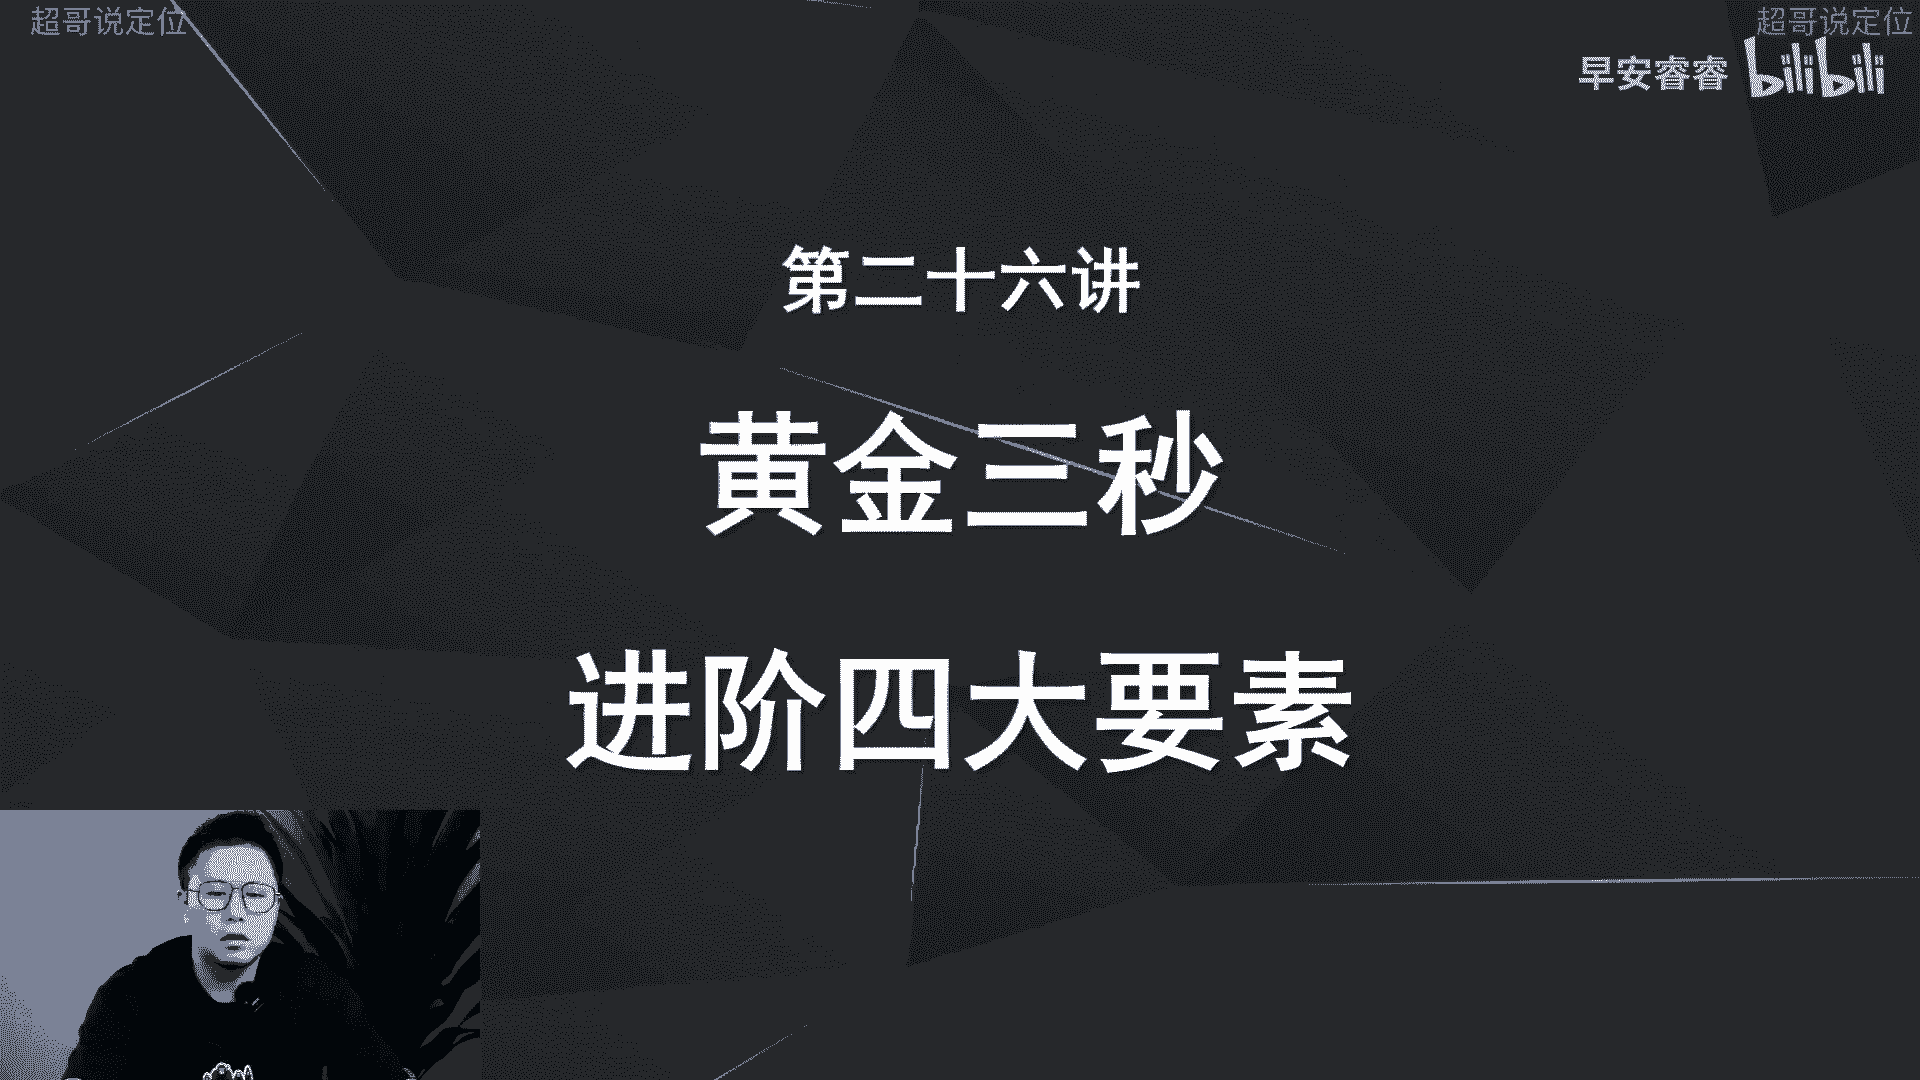 超哥说定位
超哥说定位
早安睿睿 bilibili
第二十六讲
黄金三秒
进阶四大要素